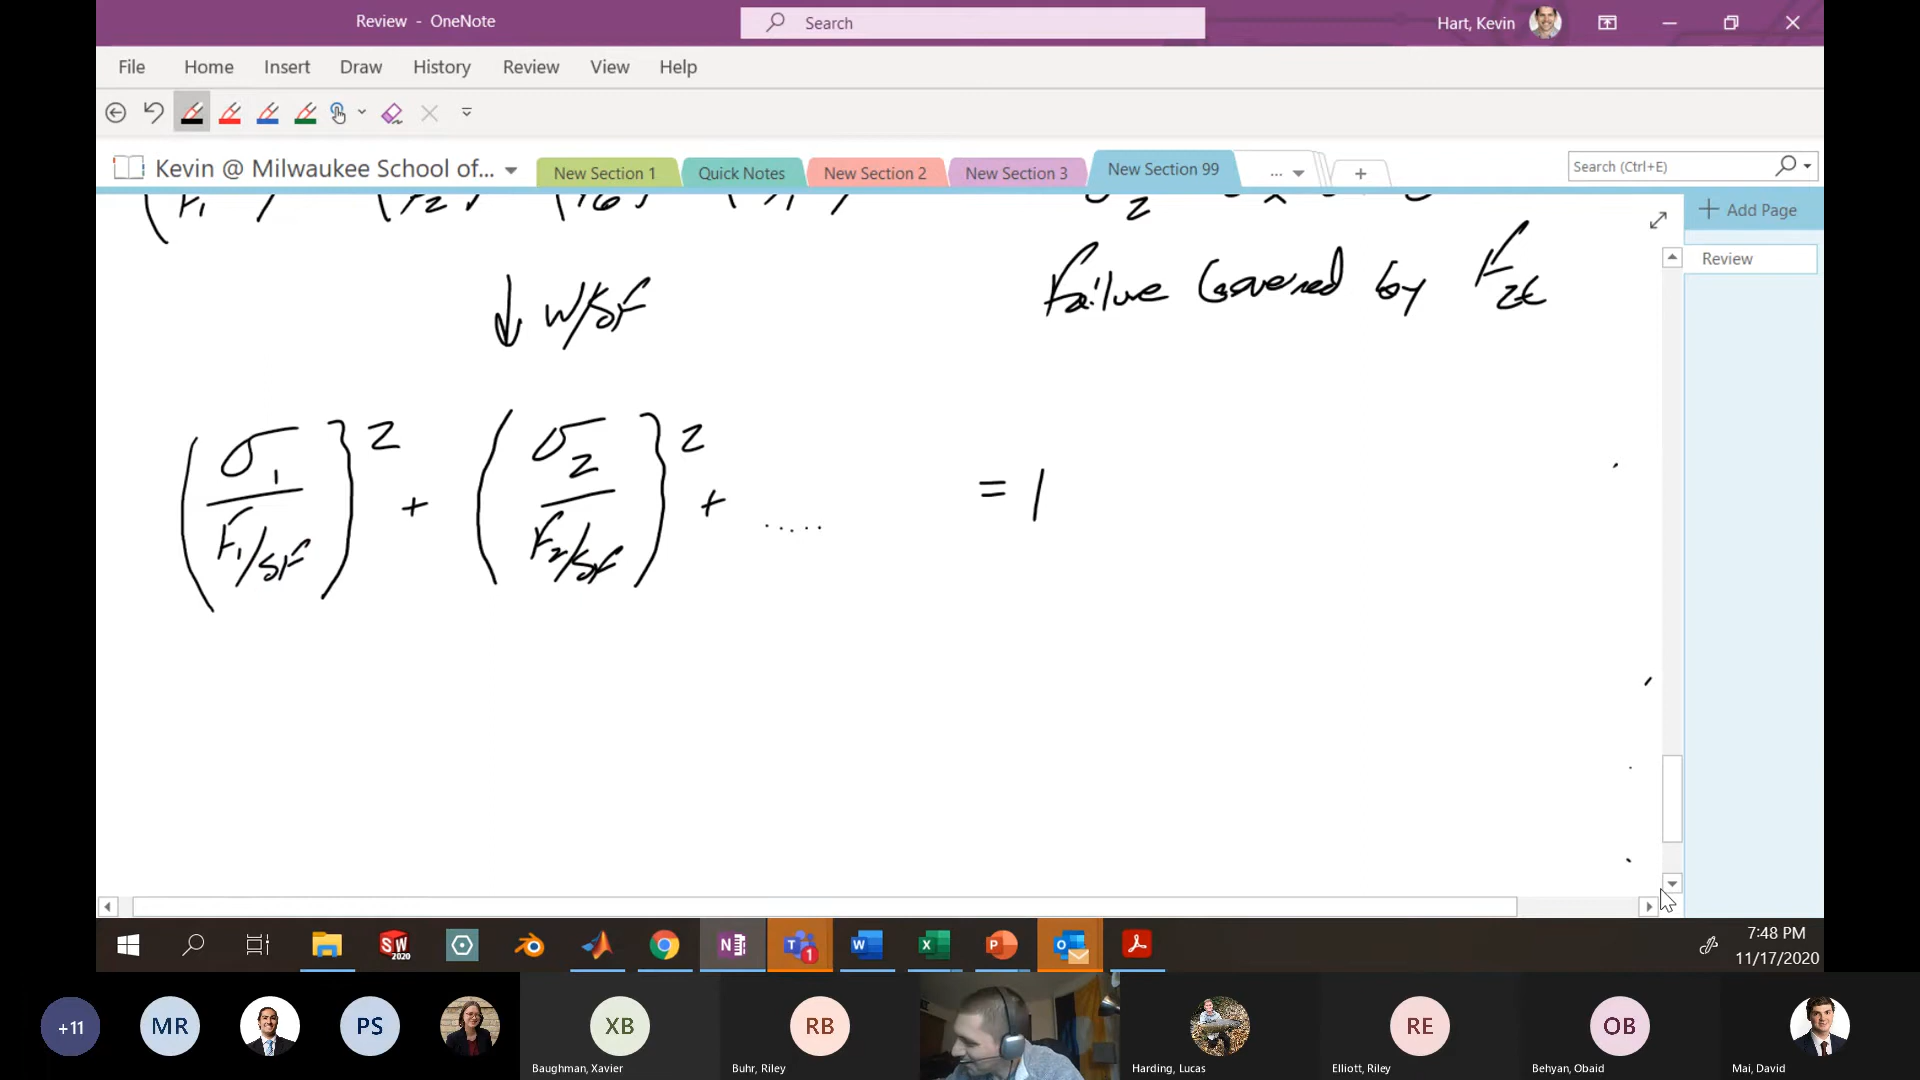 Review - OneNote
Search
Hart, Kevin
File Home Insert Draw History Review View Help
Kevin @ Milwaukee School of...
New Section 1
Quick Notes
New Section 2
New Section 3
New Section 99
...
Search (Ctrl+E)
Add Page
Review
↓ w/SF
Failure Governed by F2t
(σ1 / F1/SF)² + (σ2 / F2/SF)² + ..... = 1
SW 2020
1
7:48 PM
11/17/2020
+11
MR
PS
XB
RB
RE
OB
Baughman, Xavier
Buhr, Riley
Harding, Lucas
Elliott, Riley
Behyan, Obaid
Mai, David